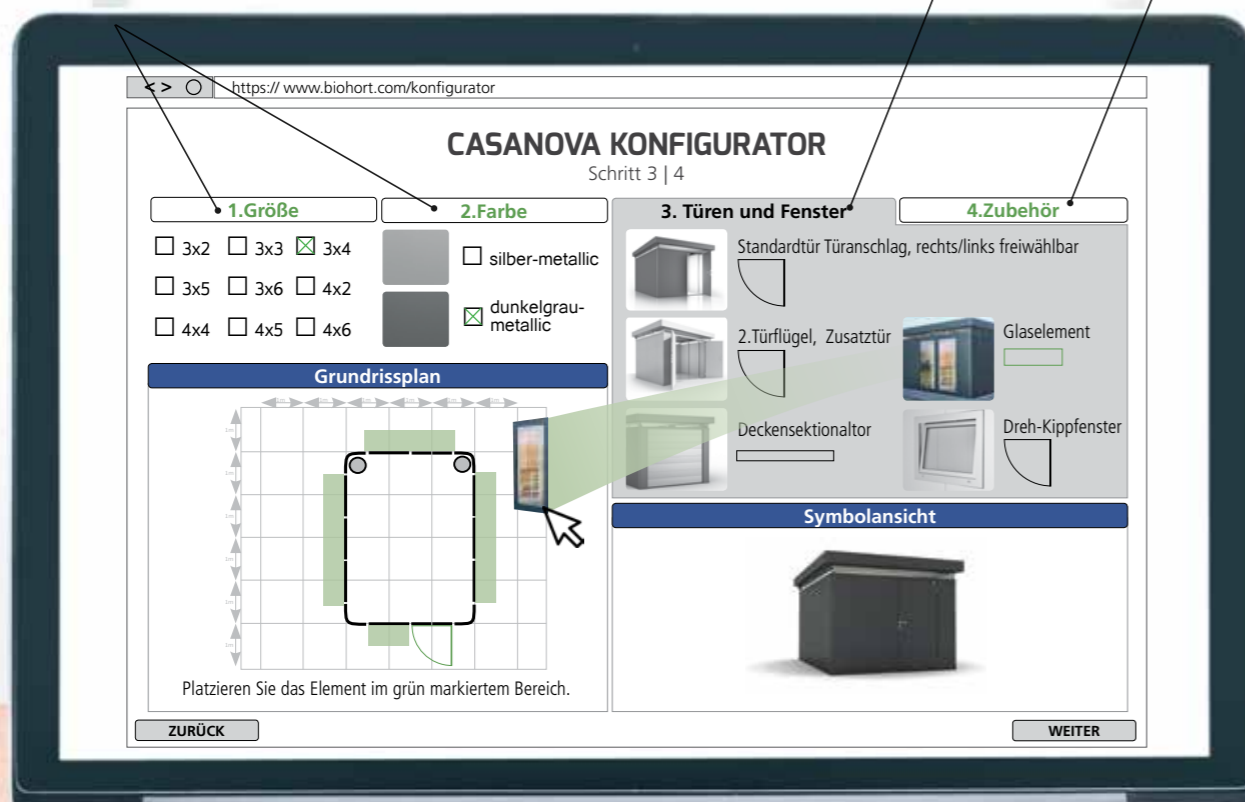 < > https:// www.biohort.com/konfigurator
CASANOVA KONFIGURATOR
Schritt 3 | 4
1.Größe
2.Farbe
3. Türen und Fenster
4.Zubehör
3x2 3x3 3x4
3x5 3x6 4x2
4x4 4x5 4x6
silber-metallic
dunkelgrau-
metallic
Standardtür Türanschlag, rechts/links freiwählbar
2.Türflügel, Zusatztür
Glaselement
Deckensektionaltor
Dreh-Kippfenster
Grundrissplan
Platzieren Sie das Element im grün markiertem Bereich.
Symbolansicht
ZURÜCK
WEITER